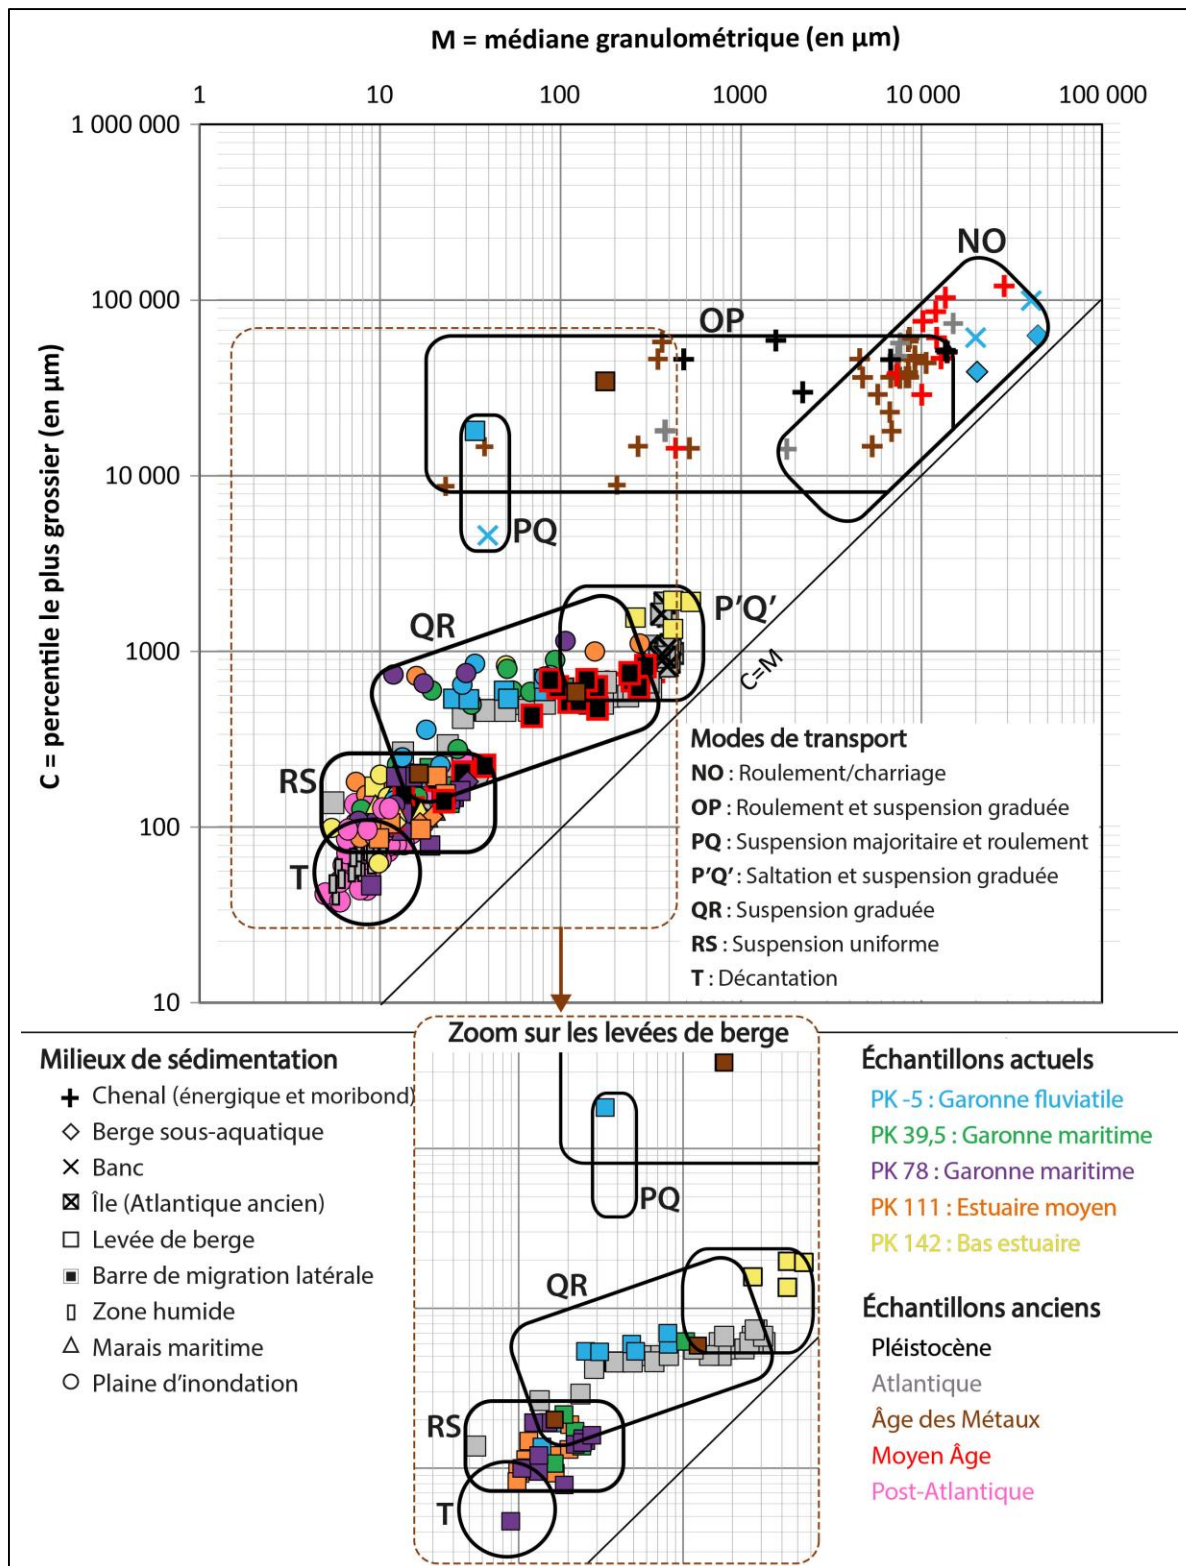 M = médiane granulométrique (en µm)
1 10 100 1000 10 000 100 000
1 000 000
100 000
10 000
1000
100
10
C = percentile le plus grossier (en µm)
NO
OP
PQ
P'Q'
QR
C=M
RS
T
Modes de transport
NO : Roulement/charriage
OP : Roulement et suspension graduée
PQ : Suspension majoritaire et roulement
P'Q' : Saltation et suspension graduée
QR : Suspension graduée
RS : Suspension uniforme
T : Décantation
Zoom sur les levées de berge
PQ
QR
RS
T
Milieux de sédimentation
Chenal (énergique et moribond)
Berge sous-aquatique
Banc
Île (Atlantique ancien)
Levée de berge
Barre de migration latérale
Zone humide
Marais maritime
Plaine d'inondation
Échantillons actuels
PK -5 : Garonne fluviatile
PK 39,5 : Garonne maritime
PK 78 : Garonne maritime
PK 111 : Estuaire moyen
PK 142 : Bas estuaire
Échantillons anciens
Pléistocène
Atlantique
Âge des Métaux
Moyen Âge
Post-Atlantique